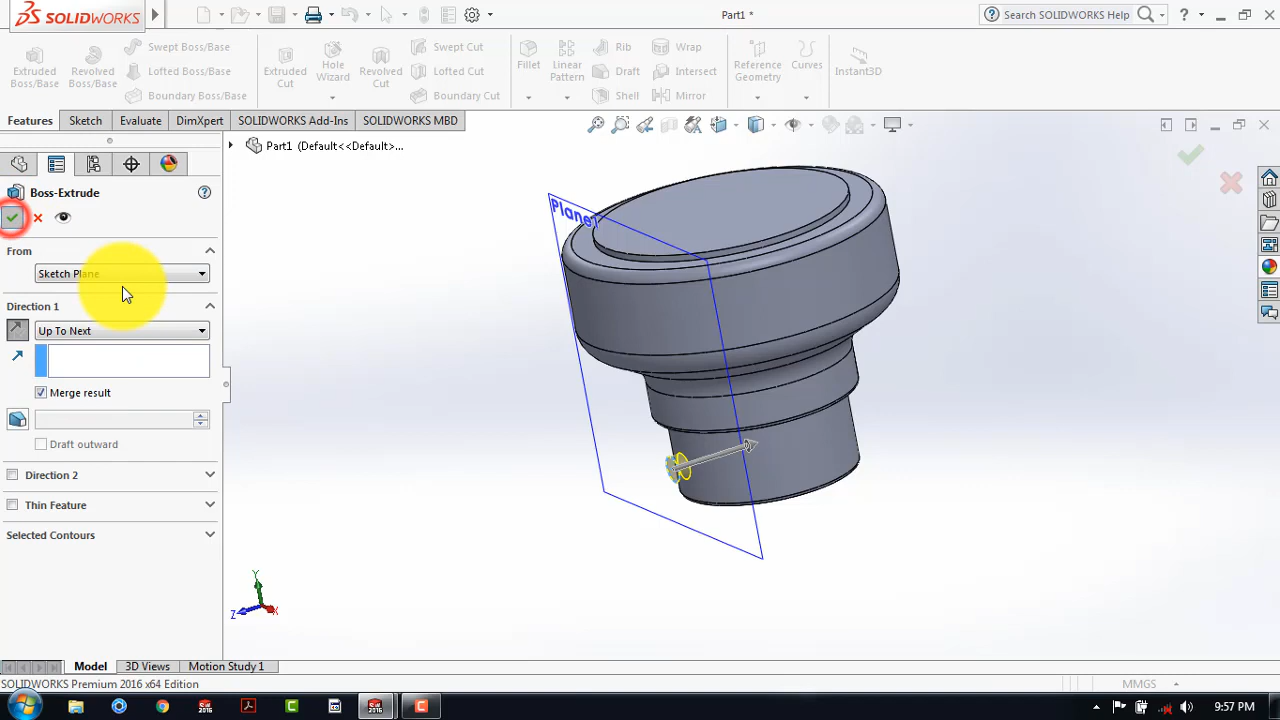 SOLIDWORKS
Part1 *
Search SOLIDWORKS Help
Extruded Boss/Base
Revolved Boss/Base
Swept Boss/Base
Lofted Boss/Base
Boundary Boss/Base
Extruded Cut
Hole Wizard
Revolved Cut
Swept Cut
Lofted Cut
Boundary Cut
Fillet
Linear Pattern
Rib
Draft
Shell
Wrap
Intersect
Mirror
Reference Geometry
Curves
Instant3D
Features
Sketch
Evaluate
DimXpert
SOLIDWORKS Add-Ins
SOLIDWORKS MBD
Part1 (Default<<Default>...
Boss-Extrude
From
Sketch Plane
Direction 1
Up To Next
Merge result
Draft outward
Direction 2
Thin Feature
Selected Contours
Plane1
Y
Z
X
Model
3D Views
Motion Study 1
SOLIDWORKS Premium 2016 x64 Edition
MMGS
9:57 PM